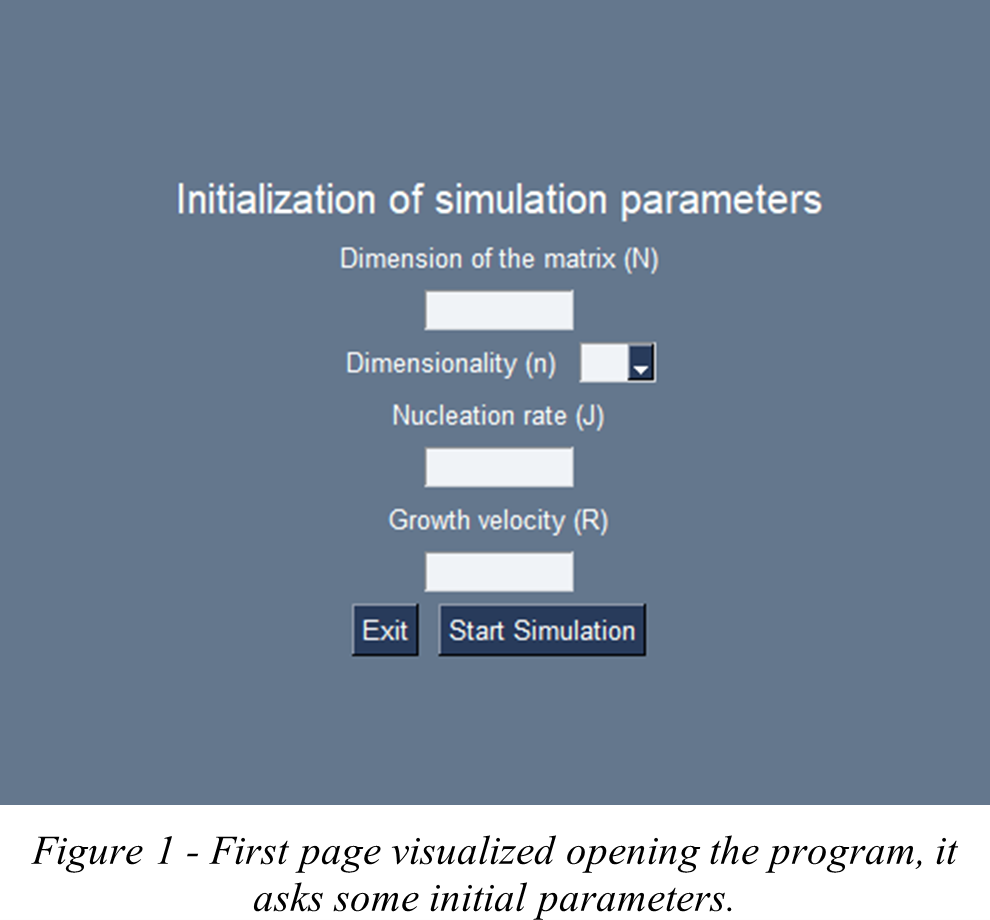 Initialization of simulation parameters
Dimension of the matrix (N)
Dimensionality (n)
Nucleation rate (J)
Growth velocity (R)
Exit Start Simulation
Figure 1 - First page visualized opening the program, it
asks some initial parameters.